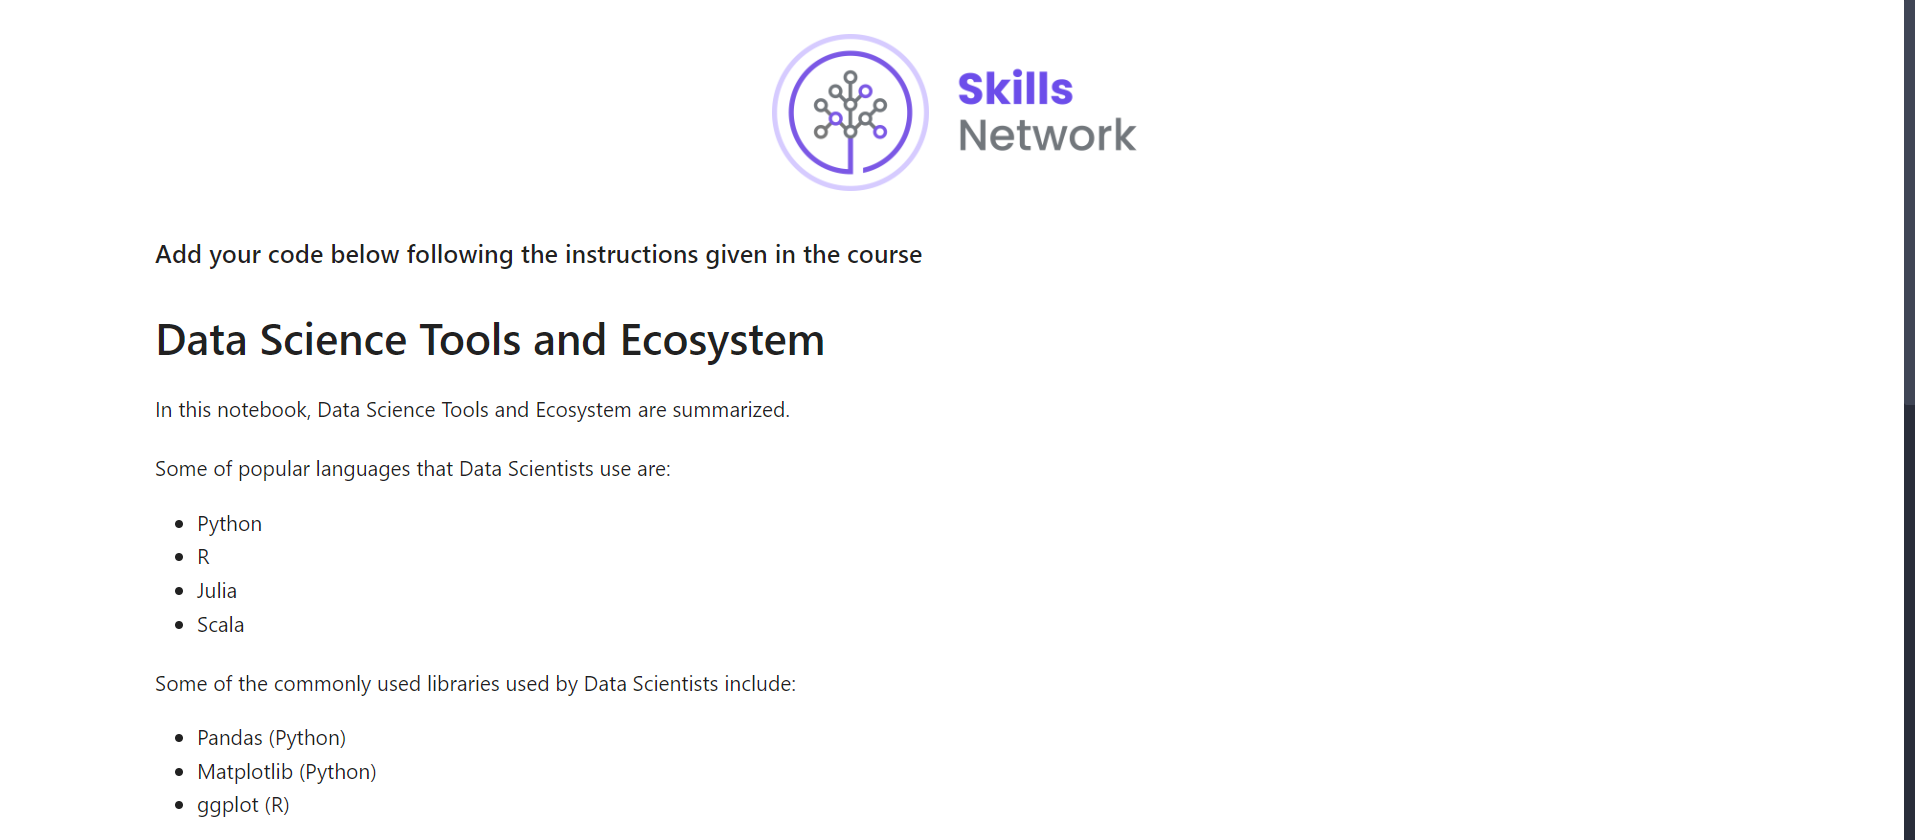 Skills
Network
Add your code below following the instructions given in the course
Data Science Tools and Ecosystem
In this notebook, Data Science Tools and Ecosystem are summarized.
Some of popular languages that Data Scientists use are:
Python
R
Julia
Scala
Some of the commonly used libraries used by Data Scientists include:
Pandas (Python)
Matplotlib (Python)
ggplot (R)